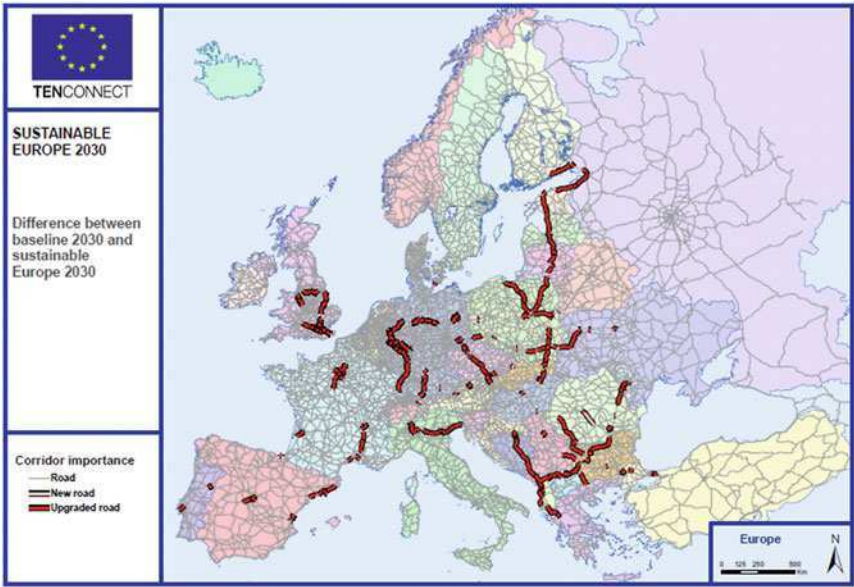 TENCONNECT
SUSTAINABLE
EUROPE 2030
Difference between
baseline 2030 and
sustainable
Europe 2030
Corridor importance
Road
New road
Upgraded road
Europe
N
0 125 250 500
Km